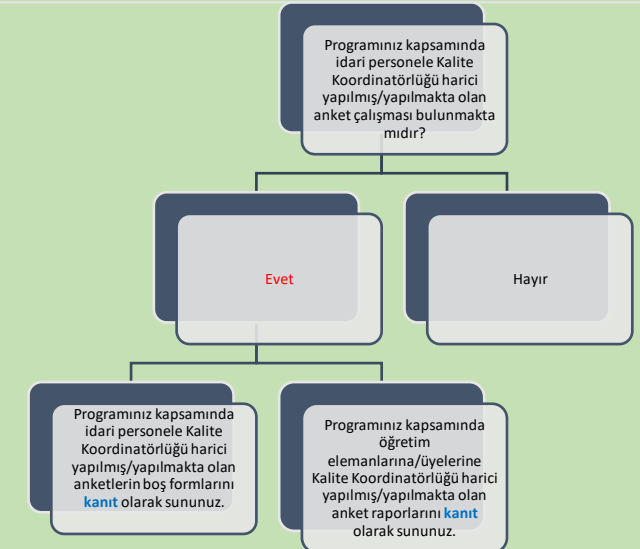 Programınız kapsamında
idari personele Kalite
Koordinatörlüğü harici
yapılmış/yapılmakta olan
anket çalışması bulunmakta
mıdır?
Evet
Hayır
Programınız kapsamında
idari personele Kalite
Koordinatörlüğü harici
yapılmış/yapılmakta olan
anketlerin boş formlarını
kanıt olarak sununuz.
Programınız kapsamında
öğretim
elemanlarına/üyelerine
Kalite Koordinatörlüğü harici
yapılmış/yapılmakta olan
anket raporlarını kanıt
olarak sununuz.